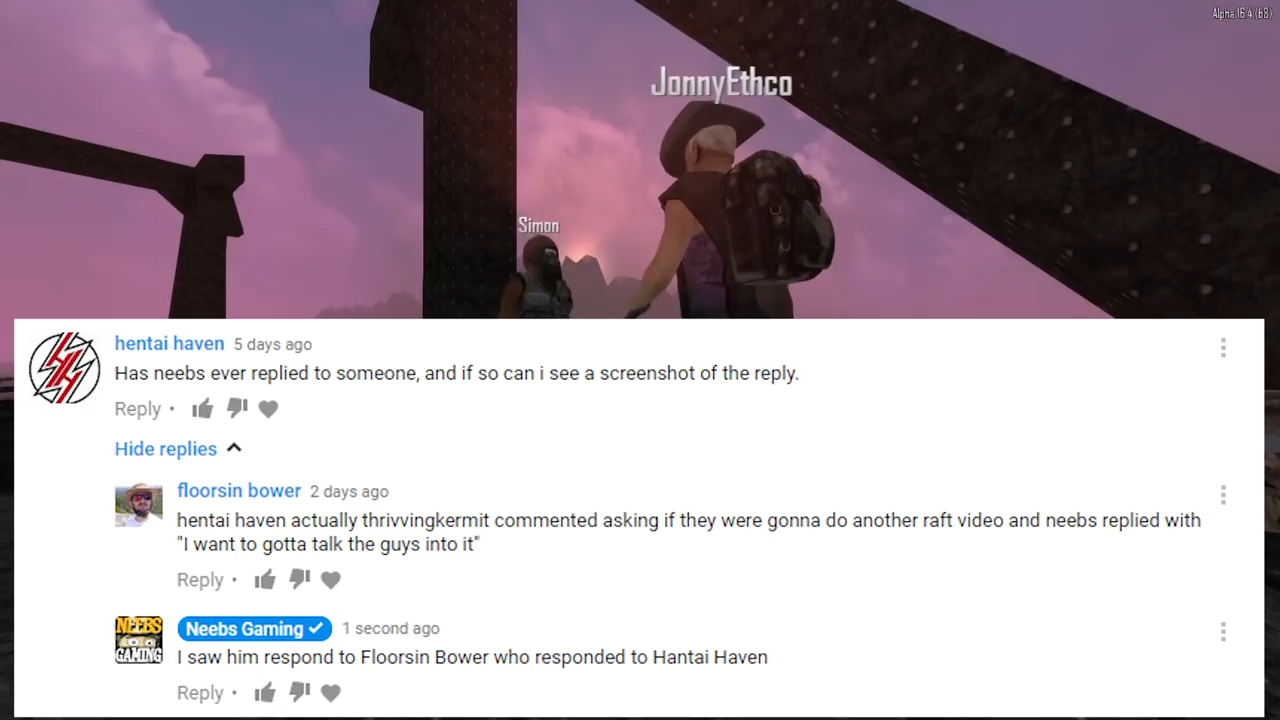 Alpha 16.4 (b8)
JonnyEthco
Simon
hentai haven 5 days ago
Has neebs ever replied to someone, and if so can i see a screenshot of the reply.
Reply •
Hide replies
floorsin bower 2 days ago
hentai haven actually thrivvingkermit commented asking if they were gonna do another raft video and neebs replied with
"I want to gotta talk the guys into it"
Reply •
NEEBS
GAMING
Neebs Gaming 1 second ago
I saw him respond to Floorsin Bower who responded to Hantai Haven
Reply •